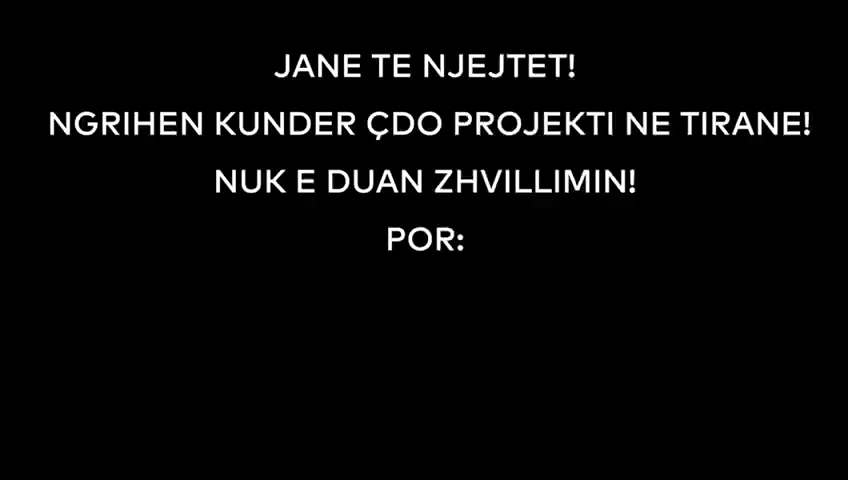 JANE TE NJEJTET!
NGRIHEN KUNDER ÇDO PROJEKTI NE TIRANE!
NUK E DUAN ZHVILLIMIN!
POR: